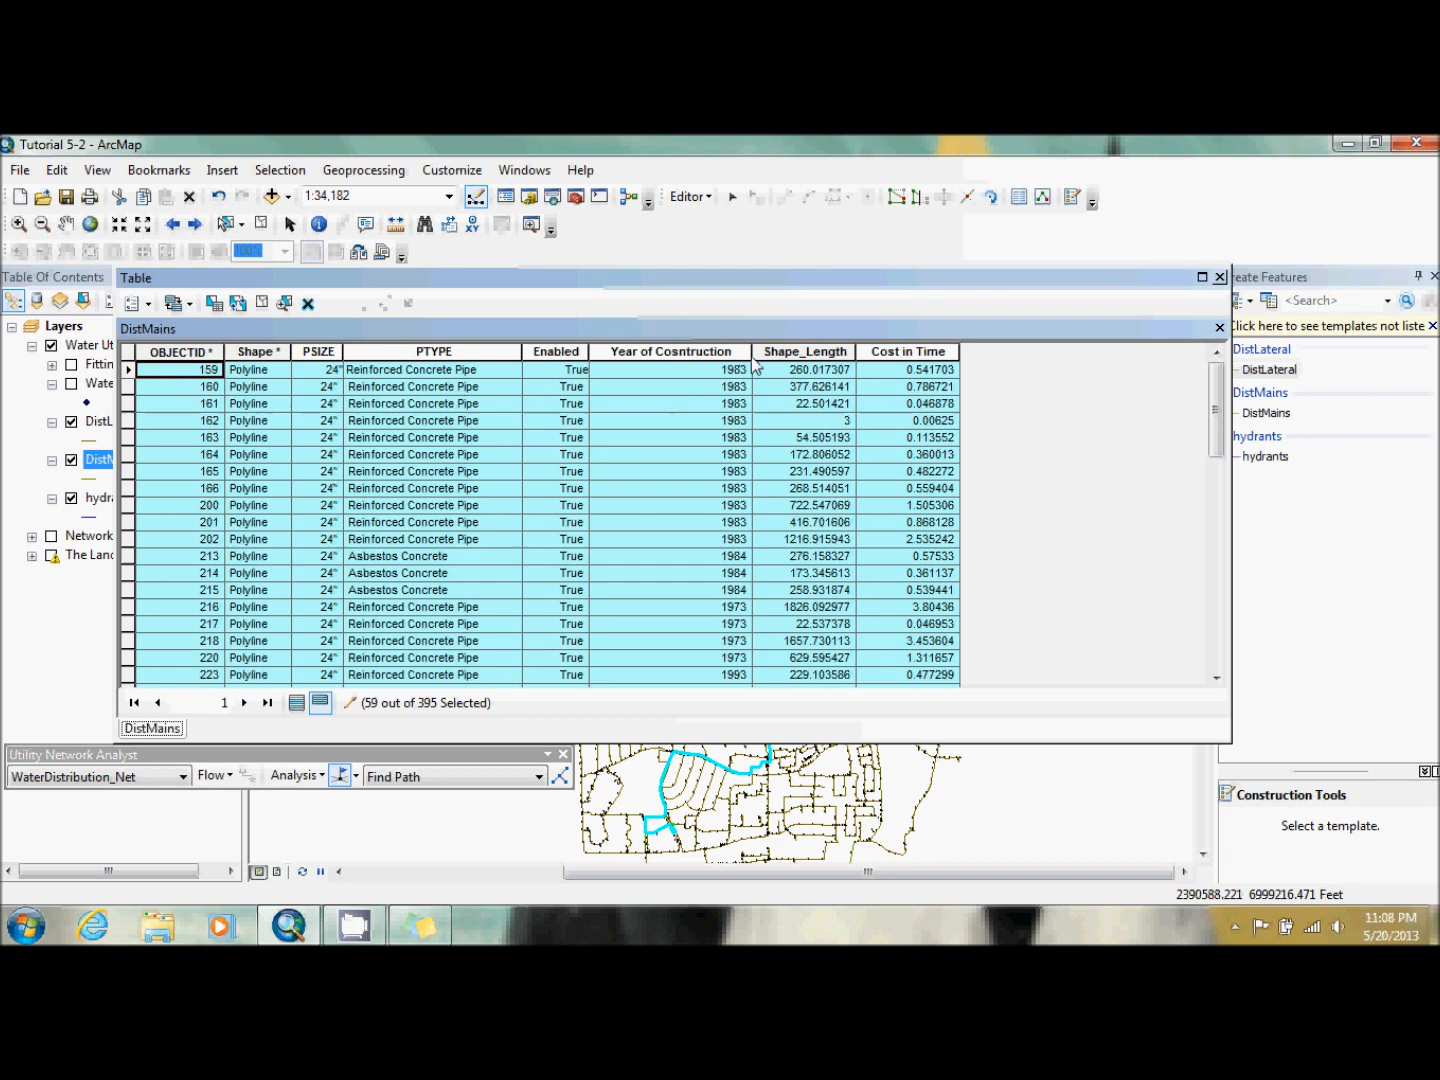 Tutorial 5-2 - ArcMap
File Edit View Bookmarks Insert Selection Geoprocessing Customize Windows Help
1:34,182 Editor
100%
Table Of Contents
Table
reate Features
<Search>
Layers
DistMains
Click here to see templates not liste
Water Ut
Fittin
Wate
DistL
DistM
hydra
Network
The Lanc
OBJECTID * Shape * PSIZE PTYPE Enabled Year of Cosntruction Shape_Length Cost in Time
159 Polyline 24" Reinforced Concrete Pipe True 1983 260.017307 0.541703
160 Polyline 24" Reinforced Concrete Pipe True 1983 377.626141 0.786721
161 Polyline 24" Reinforced Concrete Pipe True 1983 22.501421 0.046878
162 Polyline 24" Reinforced Concrete Pipe True 1983 3 0.00625
163 Polyline 24" Reinforced Concrete Pipe True 1983 54.505193 0.113552
164 Polyline 24" Reinforced Concrete Pipe True 1983 172.806052 0.360013
165 Polyline 24" Reinforced Concrete Pipe True 1983 231.490597 0.482272
166 Polyline 24" Reinforced Concrete Pipe True 1983 268.514051 0.559404
200 Polyline 24" Reinforced Concrete Pipe True 1983 722.547069 1.505306
201 Polyline 24" Reinforced Concrete Pipe True 1983 416.701606 0.868128
202 Polyline 24" Reinforced Concrete Pipe True 1983 1216.915943 2.535242
213 Polyline 24" Asbestos Concrete True 1984 276.158327 0.57533
214 Polyline 24" Asbestos Concrete True 1984 173.345613 0.361137
215 Polyline 24" Asbestos Concrete True 1984 258.931874 0.539441
216 Polyline 24" Reinforced Concrete Pipe True 1973 1826.092977 3.80436
217 Polyline 24" Reinforced Concrete Pipe True 1973 22.537378 0.046953
218 Polyline 24" Reinforced Concrete Pipe True 1973 1657.730113 3.453604
220 Polyline 24" Reinforced Concrete Pipe True 1973 629.595427 1.311657
223 Polyline 24" Reinforced Concrete Pipe True 1993 229.103586 0.477299
1 (59 out of 395 Selected)
DistMains
DistLateral
DistLateral
DistMains
DistMains
hydrants
hydrants
Utility Network Analyst
WaterDistribution_Net Flow Analysis Find Path
Construction Tools
Select a template.
2390588.221 6999216.471 Feet
11:08 PM
5/20/2013